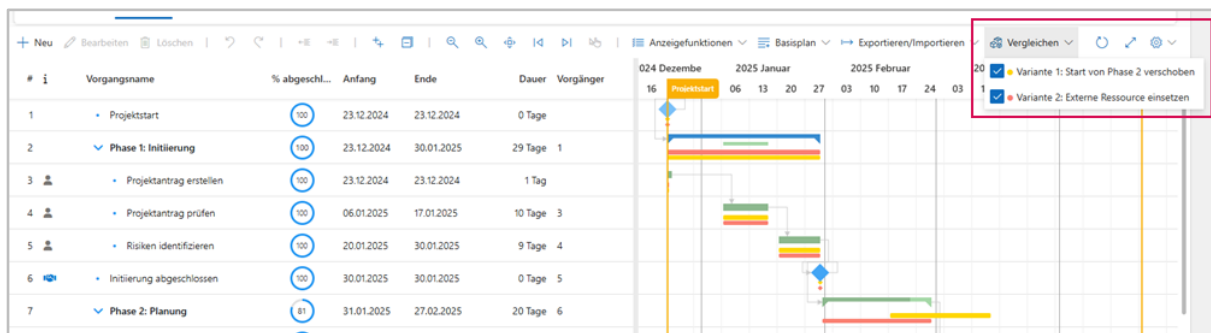 Neu Bearbeiten Löschen Anzeigefunktionen Basisplan Exportieren/Importieren Vergleichen
Variante 1: Start von Phase 2 verschoben
Variante 2: Externe Ressource einsetzen
# i Vorgangsname % abgeschl... Anfang Ende Dauer Vorgänger
024 Dezembe 2025 Januar 2025 Februar 20
16 Projektstart 06 13 20 27 03 10 17 24 03
1 Projektstart 100 23.12.2024 23.12.2024 0 Tage
2 Phase 1: Initiierung 100 23.12.2024 30.01.2025 29 Tage 1
3 Projektantrag erstellen 100 23.12.2024 23.12.2024 1 Tag
4 Projektantrag prüfen 100 06.01.2025 17.01.2025 10 Tage 3
5 Risiken identifizieren 100 20.01.2025 30.01.2025 9 Tage 4
6 Initiierung abgeschlossen 100 30.01.2025 30.01.2025 0 Tage 5
7 Phase 2: Planung 81 31.01.2025 27.02.2025 20 Tage 6